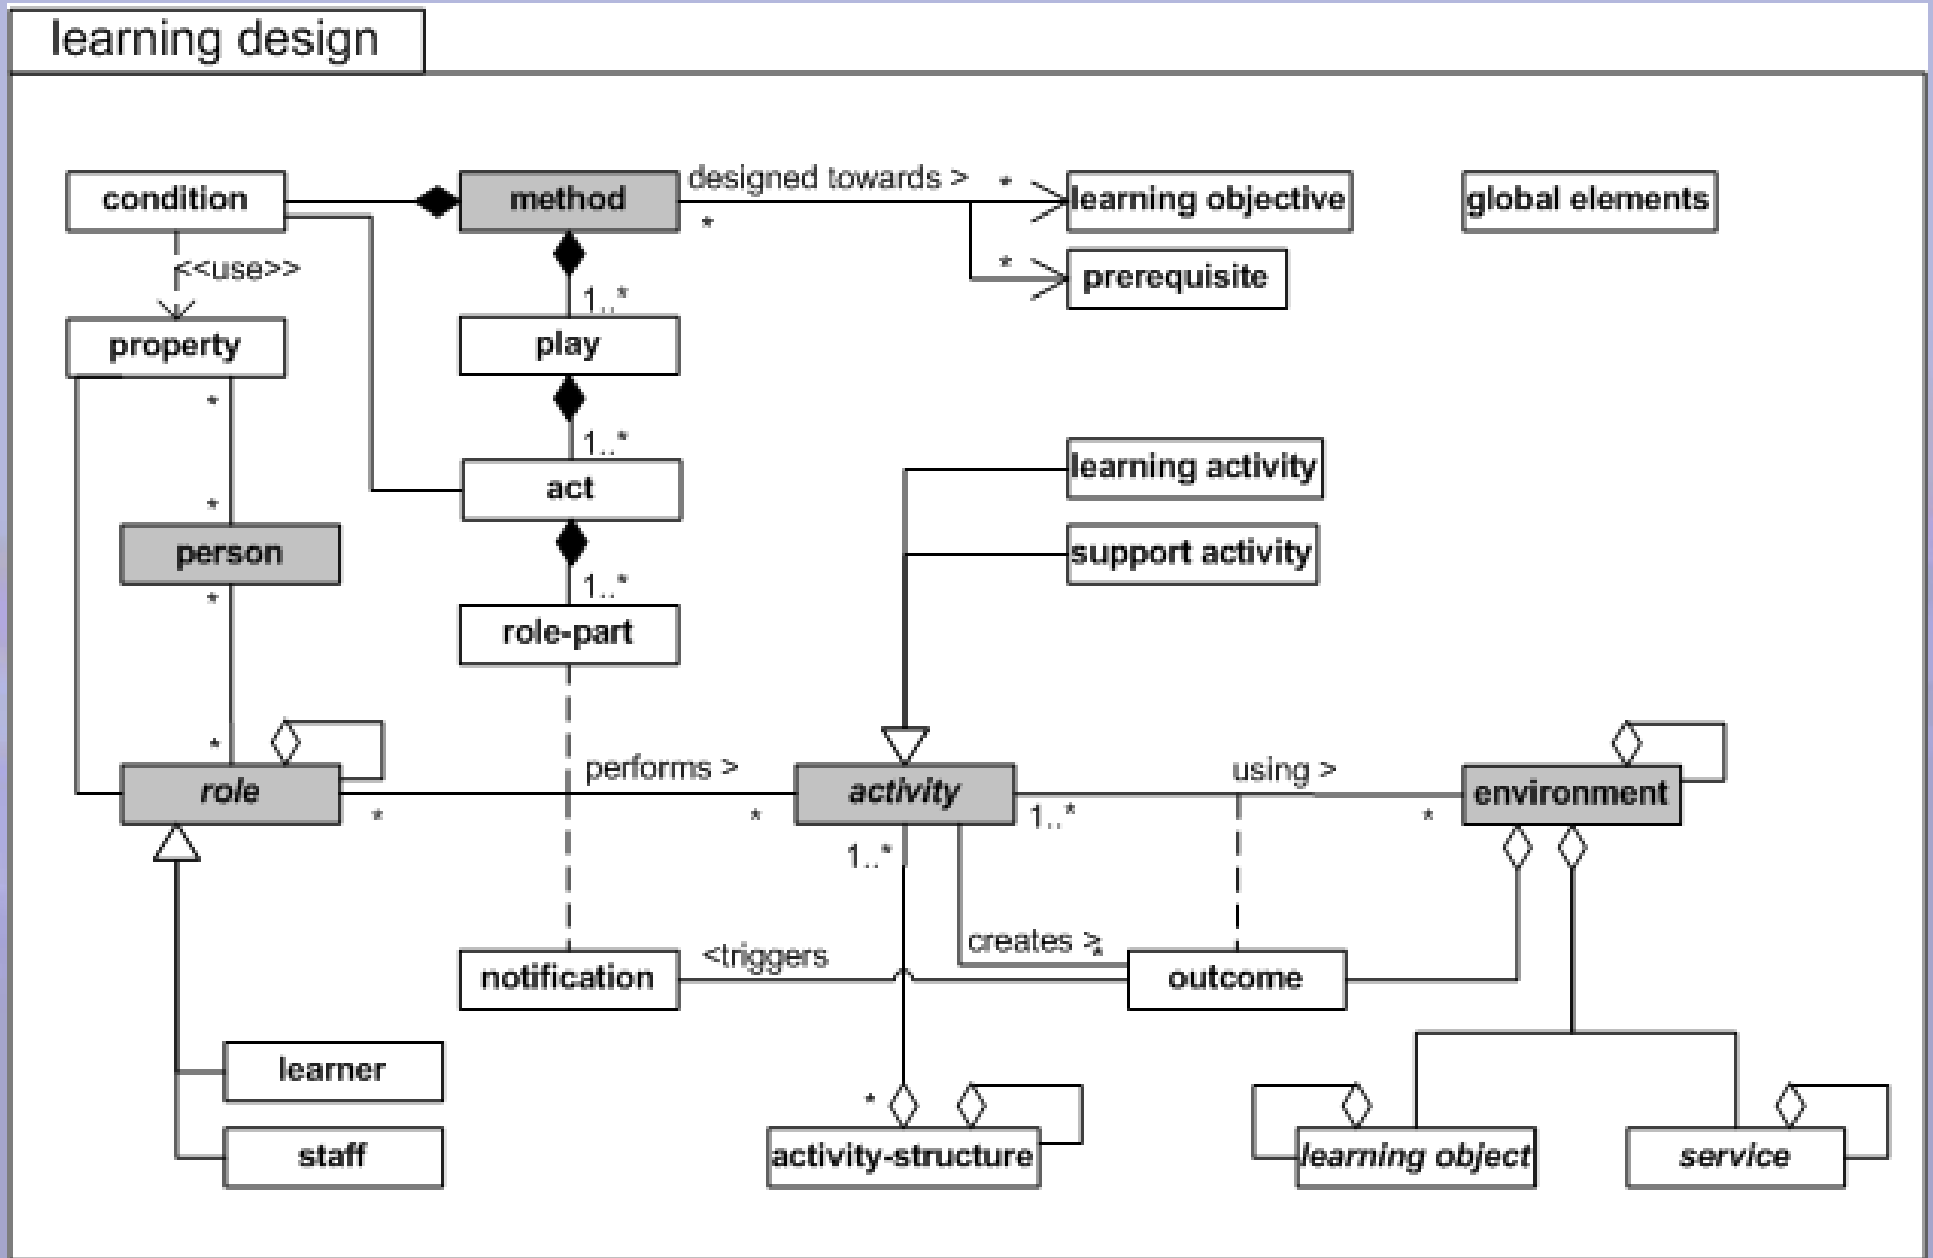 learning design
condition
method
designed towards >
*
*
learning objective
global elements
<<use>>
*
prerequisite
1..*
property
play
*
1..*
learning activity
act
*
person
support activity
*
1..*
role-part
*
role
performs >
activity
using >
environment
*
*
1..*
*
1..*
creates >
*
notification
<triggers
outcome
learner
*
staff
activity-structure
learning object
service